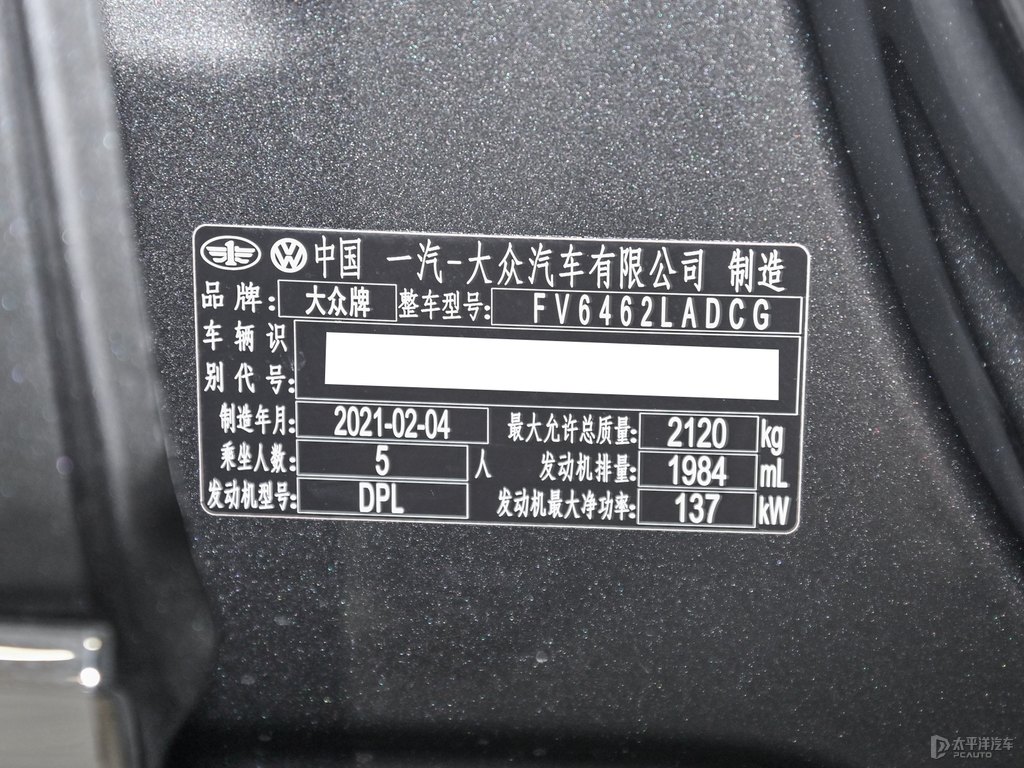 中国 一汽-大众汽车有限公司 制造
品牌: 大众牌 整车型号: FV6462LADCG
车辆识
别代号:
制造年月: 2021-02-04 最大允许总质量: 2120 kg
乘坐人数: 5 人 发动机排量: 1984 mL
发动机型号: DPL 发动机最大净功率: 137 kW
太平洋汽车
PCAUTO